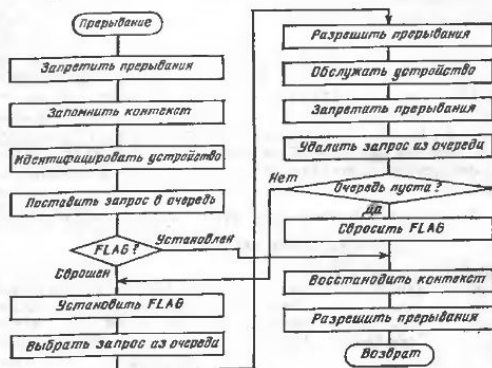 Прерывание
Запретить прерывания
Запомнить контекст
Идентифицировать устройство
Поставить запрос в очередь
FLAG ?
Установлен
Сброшен
Установить FLAG
Выбрать запрос из очереди
Разрешить прерывания
Обслужать устройство
Запретить прерывания
Удалить запрос из очереди
Нет
Очередь пуста ?
Да
Сбросить FLAG
Восстановить контекст
Разрешить прерывания
Возврат